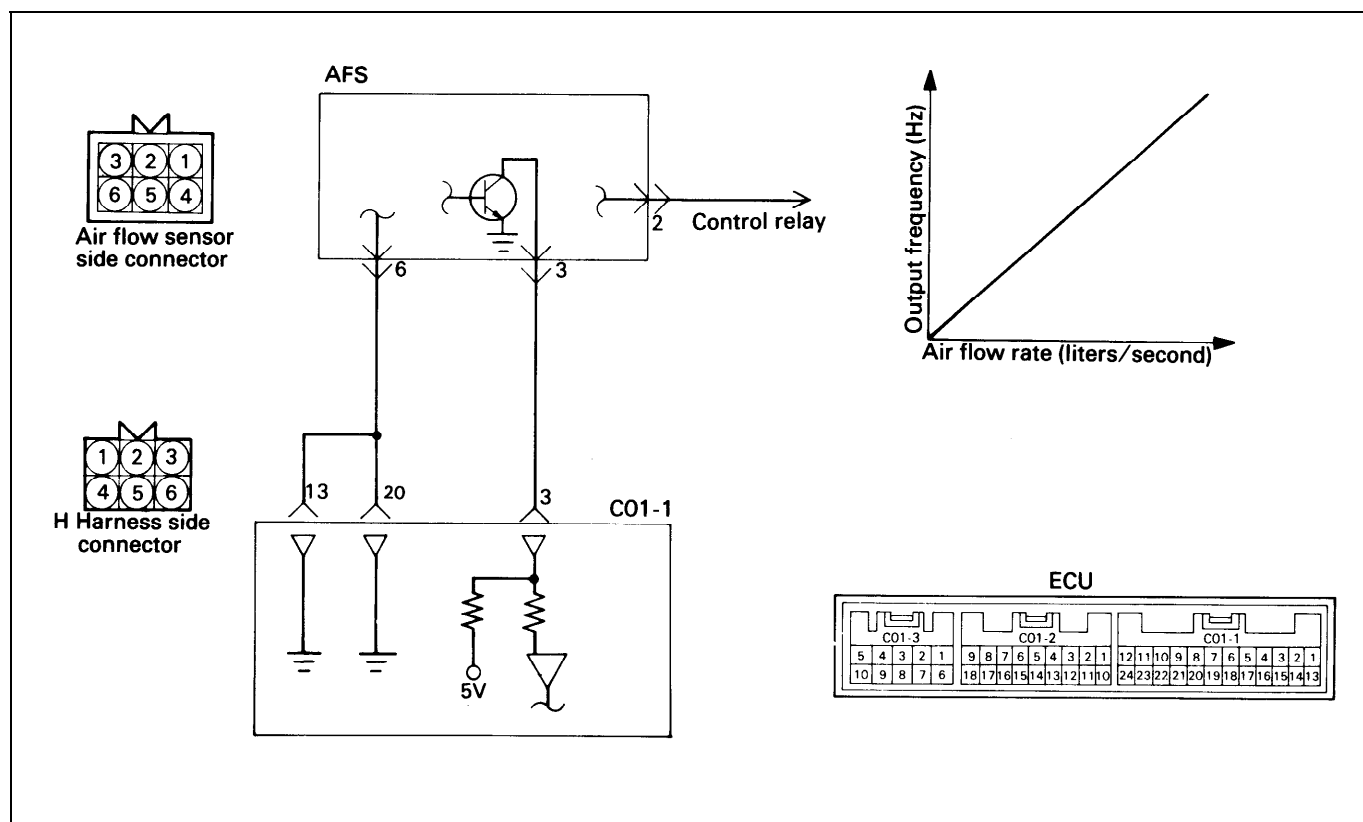 AFS
3 2 1
6 5 4
Air flow sensor
side connector
2
Control relay
6
3
Output frequency (Hz)
Air flow rate (liters/second)
1 2 3
4 5 6
H Harness side
connector
13
20
3
C01-1
5V
ECU
C01-3
C01-2
C01-1
5 4 3 2 1
9 8 7 6 5 4 3 2 1
12 11 10 9 8 7 6 5 4 3 2 1
10 9 8 7 6
18 17 16 15 14 13 12 11 10
24 23 22 21 20 19 18 17 16 15 14 13